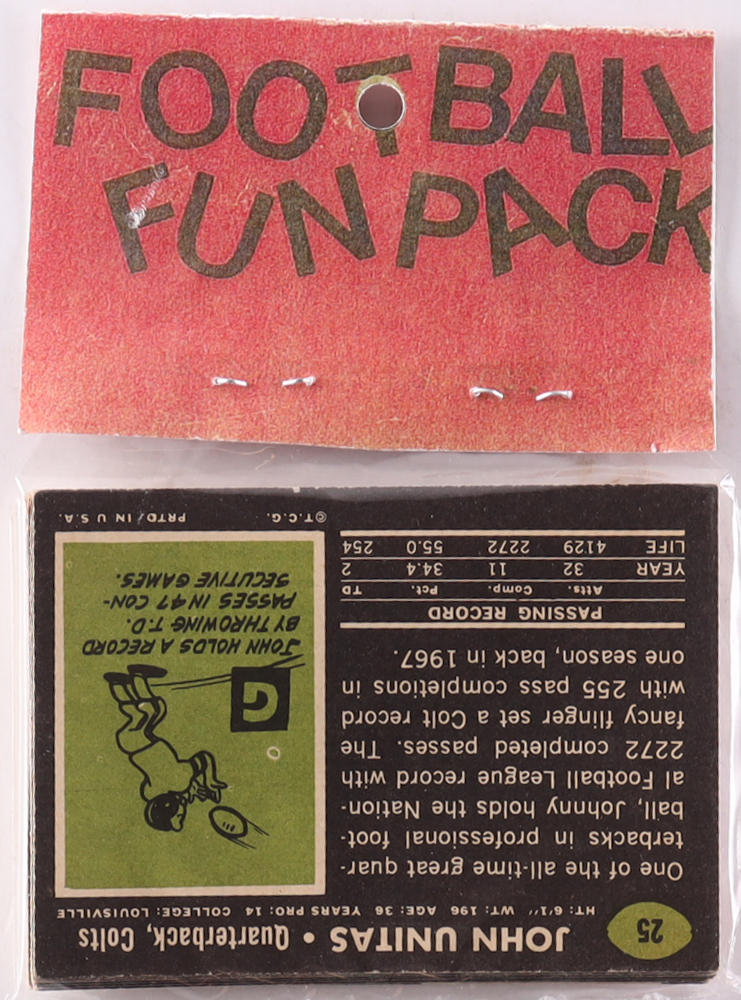 FOOTBALL
FUN PACK
25
JOHN UNITAS • Quarterback, Colts
HT: 6'1" WT: 196 AGE: 36 YEARS PRO: 14 COLLEGE: LOUISVILLE
One of the all-time great quar-
terbacks in professional foot-
ball, Johnny holds the Nation-
al Football League record with
2272 completed passes. The
fancy flinger set a Colt record
with 255 pass completions in
one season, back in 1967.
PASSING RECORD
Atts. Comp. Pct. TD
YEAR 32 11 34.4 2
LIFE 4129 2272 55.0 254
C
JOHN HOLDS A RECORD
BY THROWING T.D.
PASSES IN 47 CON-
SECUTIVE GAMES.
©T.C.G. PRTD. IN U.S.A.